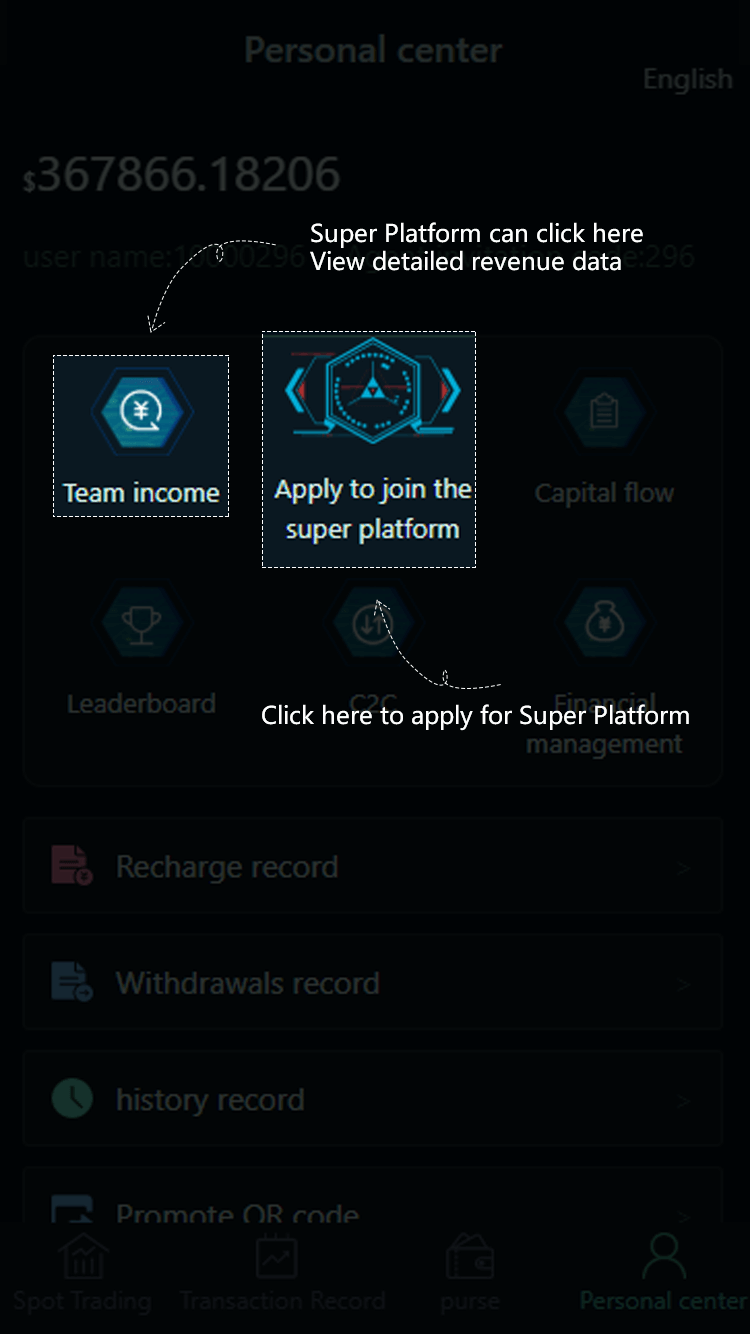 Personal center
English
$367866.18206
Super Platform can click here
user name:10000296
:296
View detailed revenue data
Team income
Apply to join the
super platform
Capital flow
Leaderboard
C2C
Financial
management
Click here to apply for Super Platform
Recharge record
Withdrawals record
history record
Promote QR code
Spot Trading
Transaction Record
purse
Personal center